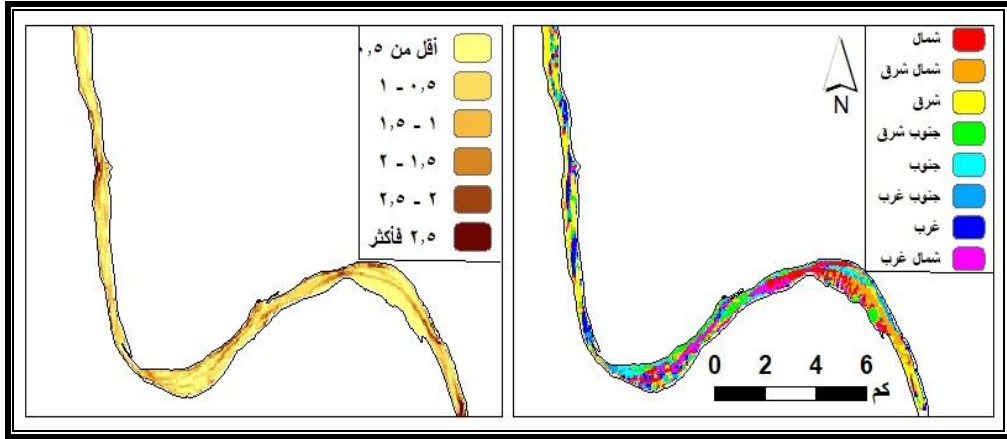 أقل من ٠,٥
٠,٥ - ١
١ - ١,٥
١,٥ - ٢
٢ - ٢,٥
٢,٥ فأكثر
شمال
شمال شرق
شرق
جنوب شرق
جنوب
جنوب غرب
غرب
شمال غرب
N
0 2 4 6
كم